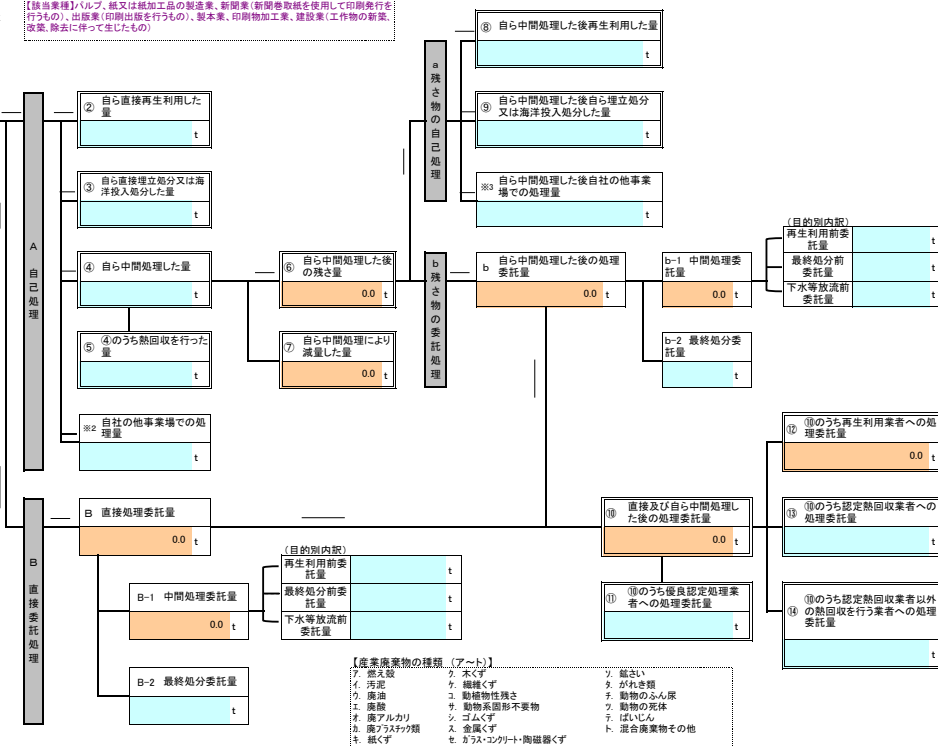 【該当業種】パルプ、紙又は紙加工品の製造業、新聞業(新聞巻取紙を使用して印刷発行を
行うもの)、出版業(印刷出版を行うもの)、製本業、印刷物加工業、建設業(工作物の新築、
改築、除去に伴って生じたもの)
A 自己処理
② 自ら直接再生利用した
量
t
③ 自ら直接埋立処分又は海
洋投入処分した量
t
④ 自ら中間処理した量
t
⑤ ④のうち熱回収を行った
量
t
※2 自社の他事業場での処
理量
t
⑥ 自ら中間処理した後
の残さ量
0.0 t
⑦ 自ら中間処理により
減量した量
0.0 t
a 残さ物の自己処理
⑧ 自ら中間処理した後再生利用した量
t
⑨ 自ら中間処理した後自ら埋立処分
又は海洋投入処分した量
t
※3 自ら中間処理した後自社の他事業
場での処理量
t
b 残さ物の委託処理
b 自ら中間処理した後の処理
委託量
0.0 t
b-1 中間処理委
託量
0.0 t
b-2 最終処分委
託量
t
(目的別内訳)
再生利用前委
託量
t
最終処分前
委託量
t
下水等放流前
委託量
t
B 直接委託処理
B 直接処理委託量
0.0 t
B-1 中間処理委託量
0.0 t
B-2 最終処分委託量
t
(目的別内訳)
再生利用前委
託量
t
最終処分前委
託量
t
下水等放流前
委託量
t
⑩ 直接及び自ら中間処理し
た後の処理委託量
0.0 t
⑪ ⑩のうち優良認定処理業
者への処理委託量
t
⑫ ⑩のうち再生利用業者への処
理委託量
0.0 t
⑬ ⑩のうち認定熱回収業者への
処理委託量
t
⑭ ⑩のうち認定熱回収業者以外
の熱回収を行う業者への処理
委託量
t
【産業廃棄物の種類 (ア~ト)】
ア. 燃え殻
イ. 汚泥
ウ. 廃油
エ. 廃酸
オ. 廃アルカリ
カ. 廃プラスチック類
キ. 紙くず
ク. 木くず
ケ. 繊維くず
コ. 動植物性残さ
サ. 動物系固形不要物
シ. ゴムくず
ス. 金属くず
セ. ガラス・コンクリート・陶磁器くず
ソ. 鉱さい
タ. がれき類
チ. 動物のふん尿
ツ. 動物の死体
テ. ばいじん
ト. 混合廃棄物その他